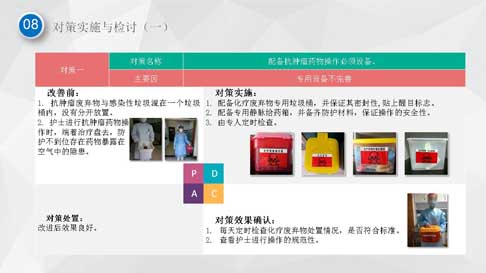 08 对策实施与检讨（一）
对策一
对策名称
配备抗肿瘤药物操作必须设备。
主要因
专用设备不完善
改善前：
1. 抗肿瘤废弃物与感染性垃圾混在一个垃圾
桶内，没有分开放置。
2. 护士进行抗肿瘤药物操
作时，端着治疗盘去，防
护不到位存在药物暴露在
空气中的隐患。
对策实施：
1. 配备化疗废弃物专用垃圾桶，并保证其密封性，贴上醒目标志。
2. 配备专用静脉给药箱，并备齐防护材料，保证操作的安全性。
3. 由专人定时检查。
P D
A C
对策处置：
改进后效果良好。
对策效果确认：
1. 每天定时检查化疗废弃物处置情况，是否符合标准。
2. 查看护士进行操作的规范性。